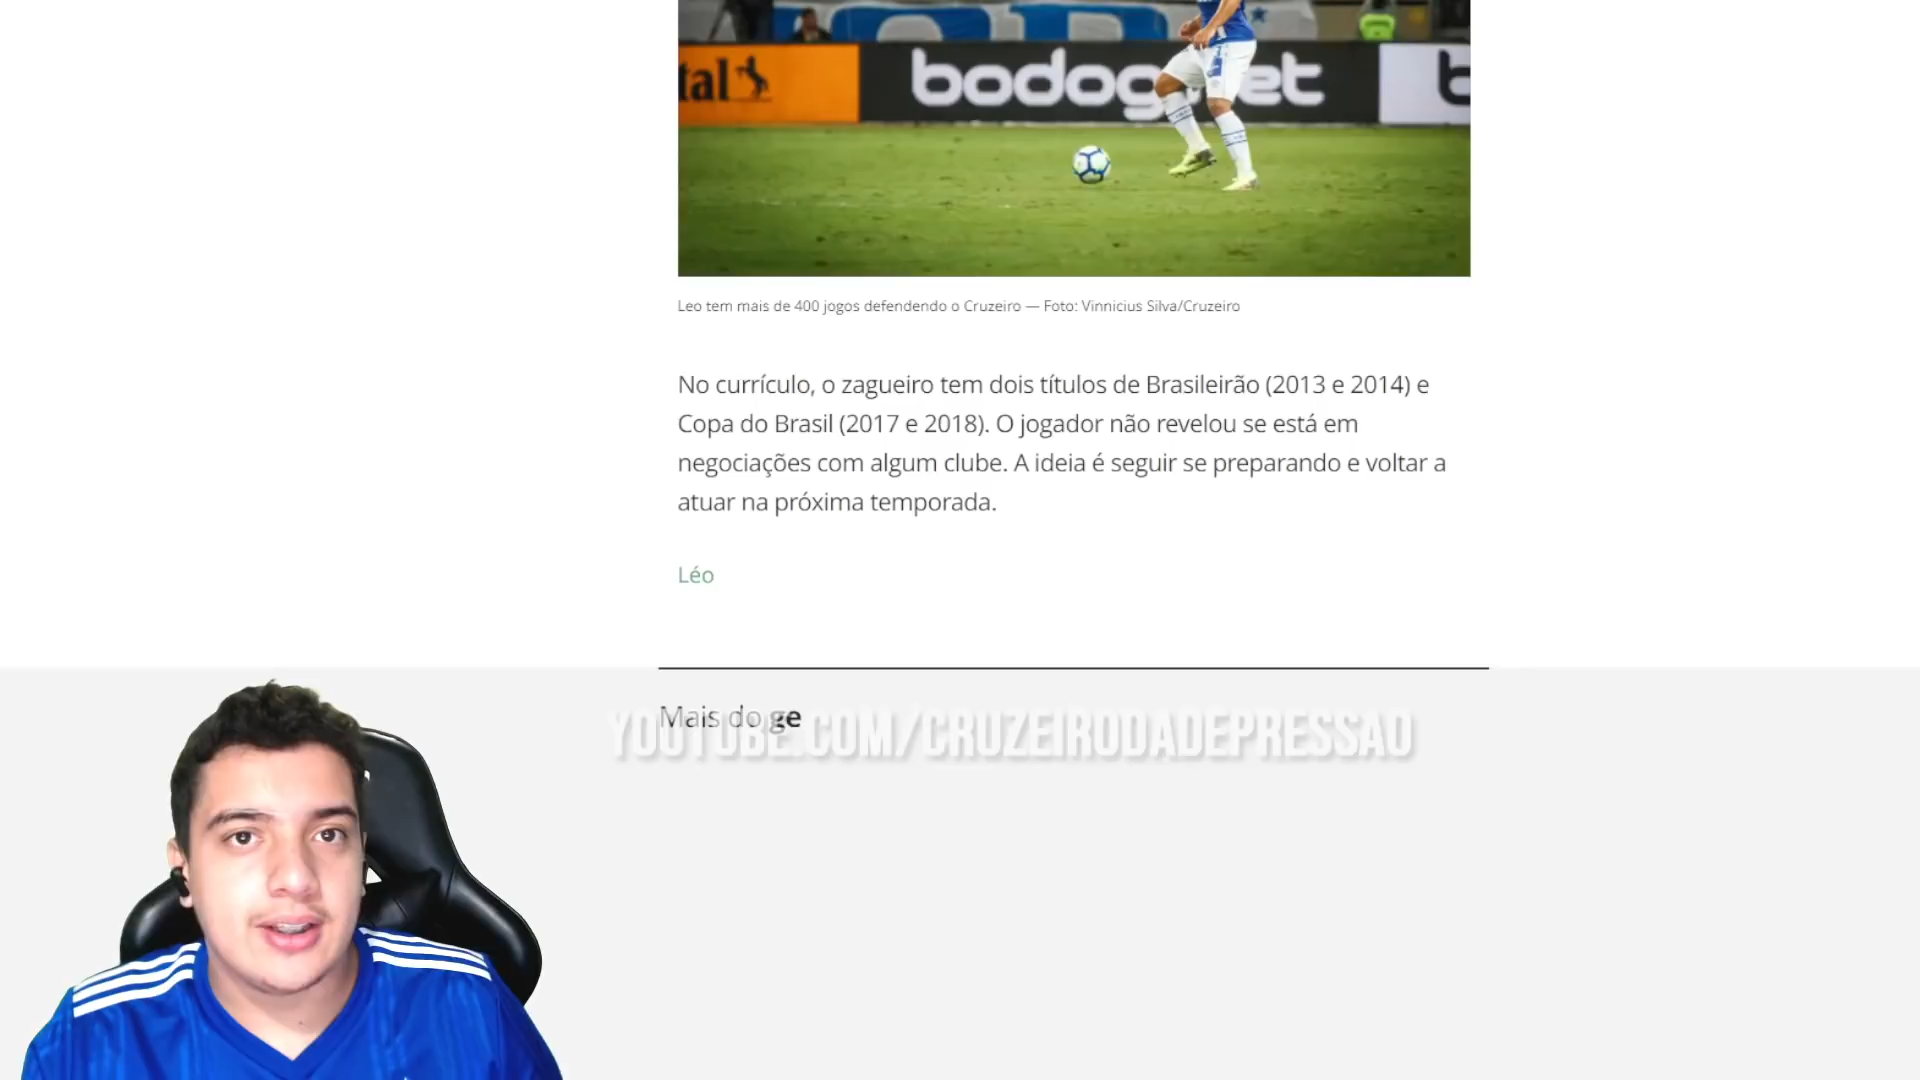 tal
bodog.net
b
Leo tem mais de 400 jogos defendendo o Cruzeiro — Foto: Vinnicius Silva/Cruzeiro
No currículo, o zagueiro tem dois títulos de Brasileirão (2013 e 2014) e
Copa do Brasil (2017 e 2018). O jogador não revelou se está em
negociações com algum clube. A ideia é seguir se preparando e voltar a
atuar na próxima temporada.
Léo
Mais do ge
YOUTUBE.COM/CRUZEIRODADEPRESSAO